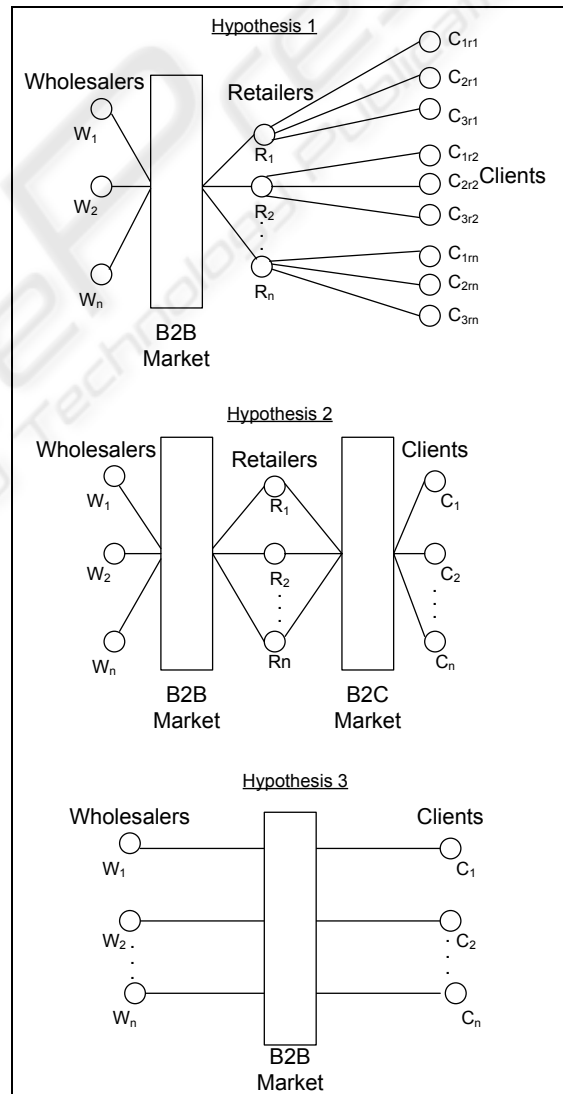 Hypothesis 1
Wholesalers
Retailers
Clients
W1
W2
Wn
R1
R2
Rn
C1r1
C2r1
C3r1
C1r2
C2r2
C3r2
C1rn
C2rn
C3rn
B2B
Market
Hypothesis 2
Wholesalers
Retailers
Clients
W1
W2
Wn
R1
R2
Rn
C1
C2
Cn
B2B
Market
B2C
Market
Hypothesis 3
Wholesalers
Clients
W1
C1
W2
C2
Wn
Cn
B2B
Market
Technology